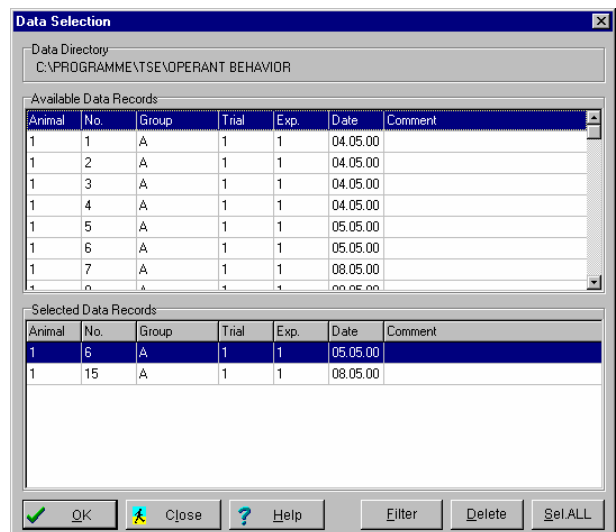 Data Selection
Data Directory
C:\PROGRAMME\TSE\OPERANT BEHAVIOR
Available Data Records
Animal No. Group Trial Exp. Date Comment
1 1 A 1 1 04.05.00
1 2 A 1 1 04.05.00
1 3 A 1 1 04.05.00
1 4 A 1 1 04.05.00
1 5 A 1 1 05.05.00
1 6 A 1 1 05.05.00
1 7 A 1 1 08.05.00
Selected Data Records
Animal No. Group Trial Exp. Date Comment
1 6 A 1 1 05.05.00
1 15 A 1 1 08.05.00
OK Close Help Filter Delete Sel.ALL